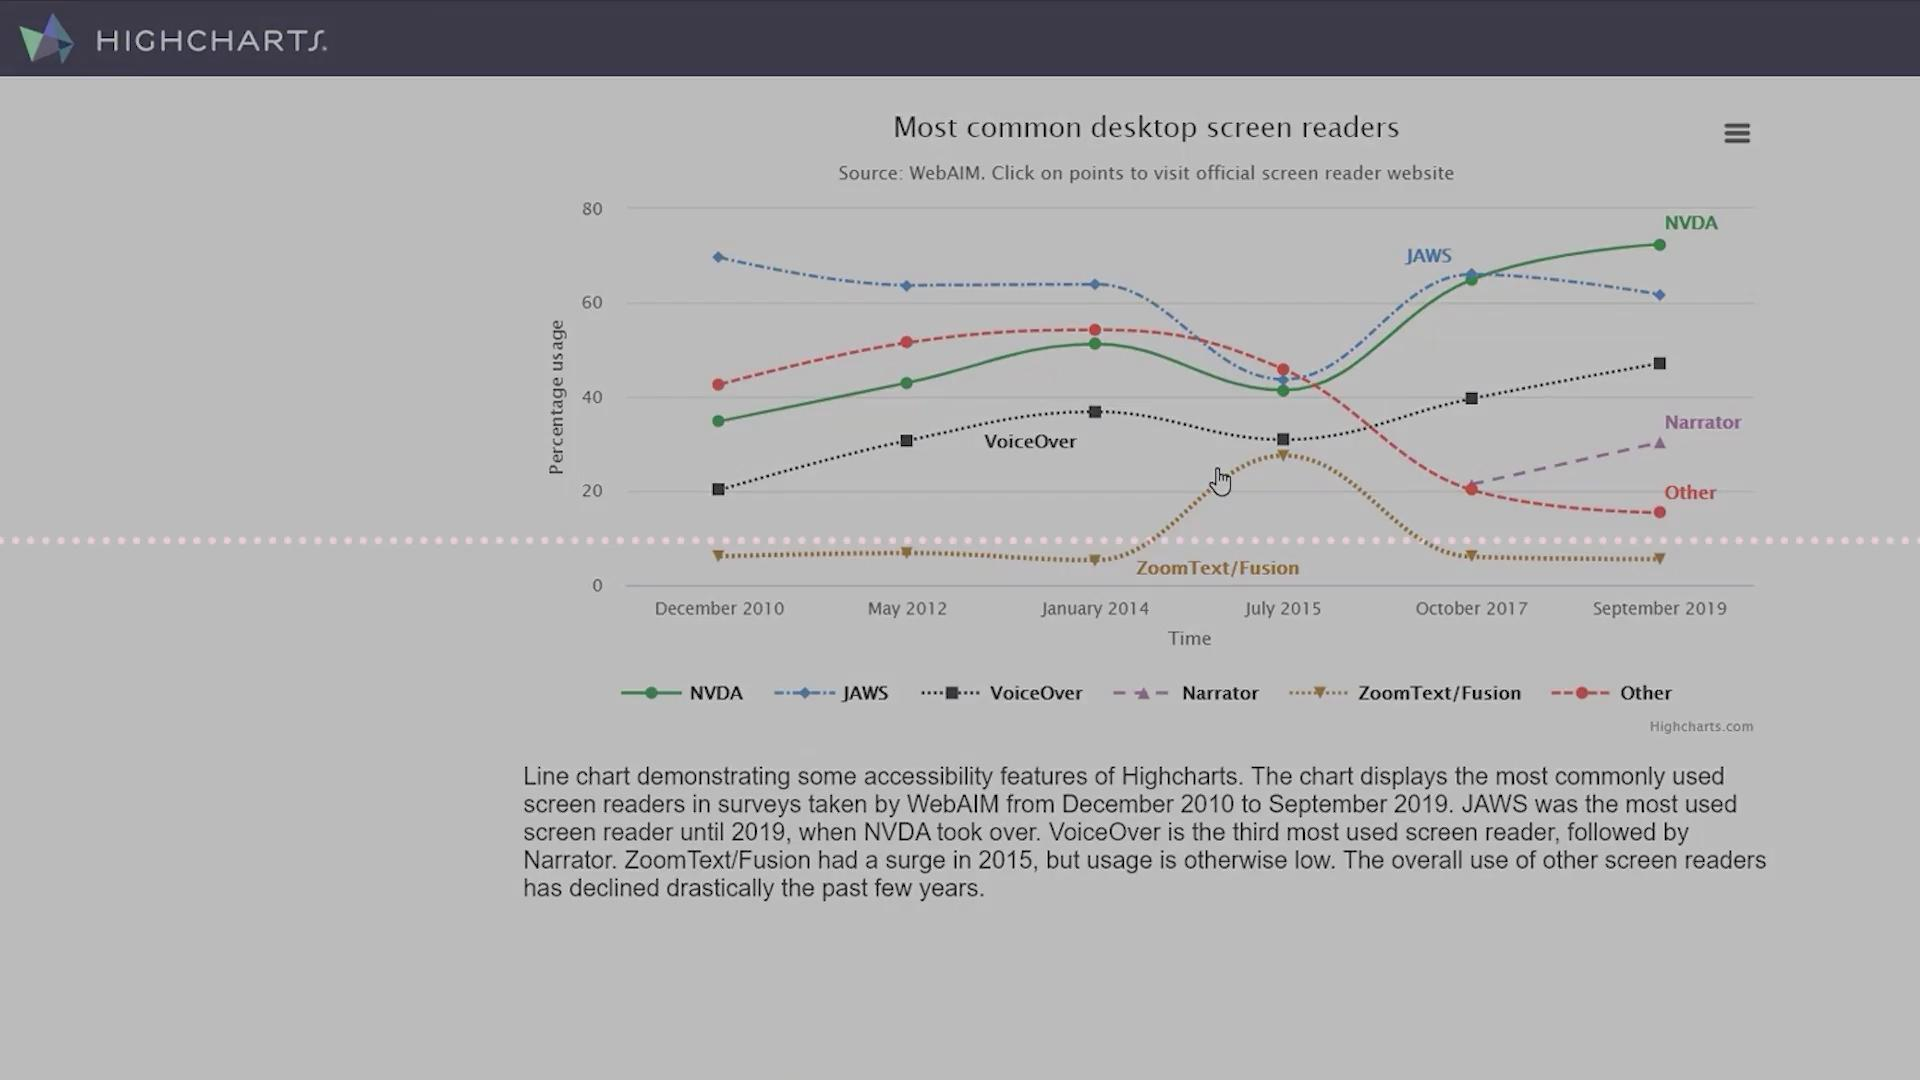 HIGHCHARTS.
Most common desktop screen readers
Source: WebAIM. Click on points to visit official screen reader website
80
60
40
20
0
Percentage usage
NVDA
JAWS
VoiceOver
Narrator
Other
ZoomText/Fusion
December 2010 May 2012 January 2014 July 2015 October 2017 September 2019
Time
NVDA JAWS VoiceOver Narrator ZoomText/Fusion Other
Highcharts.com
Line chart demonstrating some accessibility features of Highcharts. The chart displays the most commonly used
screen readers in surveys taken by WebAIM from December 2010 to September 2019. JAWS was the most used
screen reader until 2019, when NVDA took over. VoiceOver is the third most used screen reader, followed by
Narrator. ZoomText/Fusion had a surge in 2015, but usage is otherwise low. The overall use of other screen readers
has declined drastically the past few years.